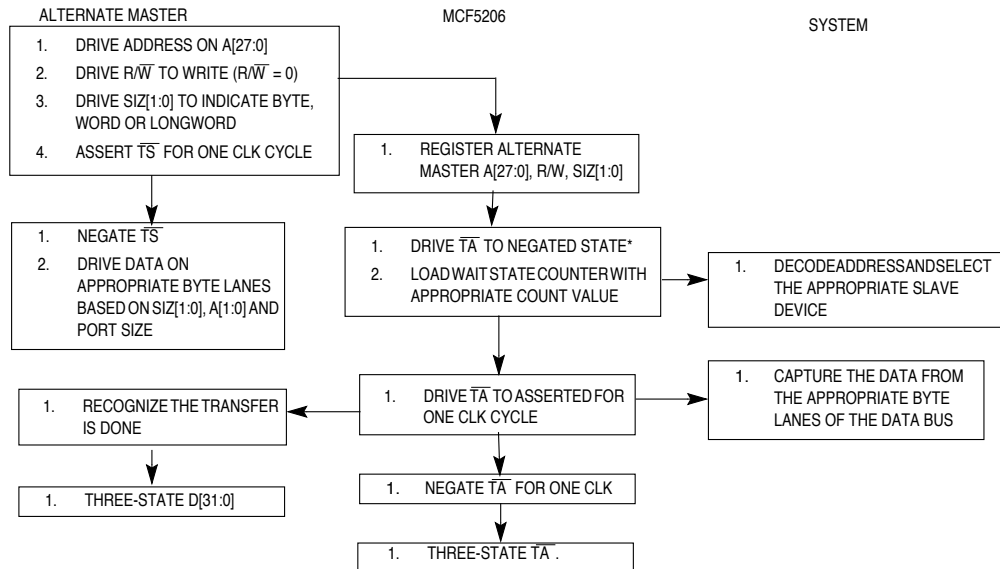 ALTERNATE MASTER
MCF5206
SYSTEM
1. DRIVE ADDRESS ON A[27:0]
2. DRIVE R/W̅ TO WRITE (R/W̅ = 0)
3. DRIVE SIZ[1:0] TO INDICATE BYTE,
WORD OR LONGWORD
4. ASSERT T̅S̅ FOR ONE CLK CYCLE
1. REGISTER ALTERNATE
MASTER A[27:0], R/W, SIZ[1:0]
1. NEGATE T̅S̅
2. DRIVE DATA ON
APPROPRIATE BYTE LANES
BASED ON SIZ[1:0], A[1:0] AND
PORT SIZE
1. DRIVE T̅A̅ TO NEGATED STATE*
2. LOAD WAIT STATE COUNTER WITH
APPROPRIATE COUNT VALUE
1. DECODEADDRESSANDSELECT
THE APPROPRIATE SLAVE
DEVICE
1. RECOGNIZE THE TRANSFER
IS DONE
1. DRIVE T̅A̅ TO ASSERTED FOR
ONE CLK CYCLE
1. CAPTURE THE DATA FROM
THE APPROPRIATE BYTE
LANES OF THE DATA BUS
1. THREE-STATE D[31:0]
1. NEGATE T̅A̅ FOR ONE CLK
1. THREE-STATE T̅A̅.